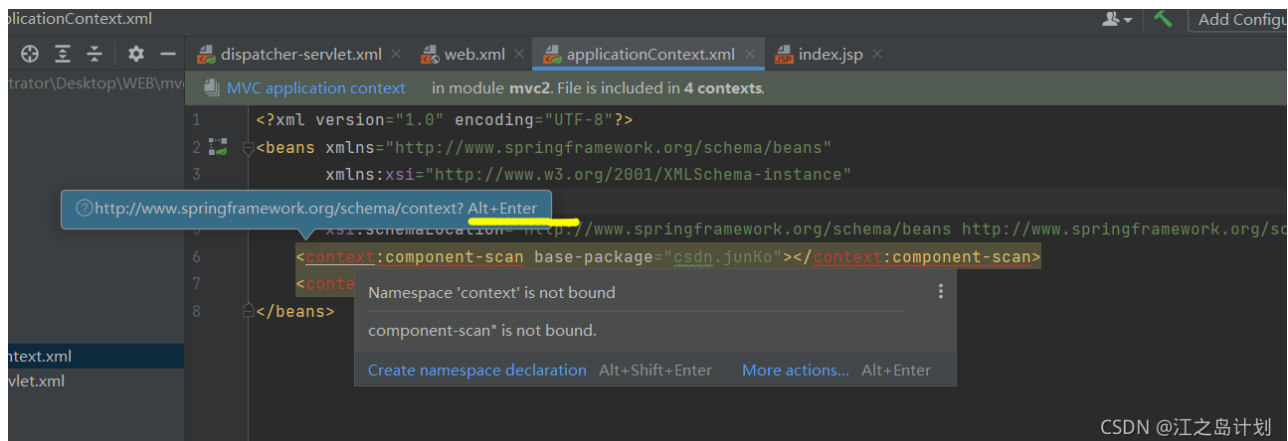 plicationContext.xml
Add Configu
dispatcher-servlet.xml
web.xml
applicationContext.xml
index.jsp
trator\Desktop\WEB\mv
MVC application context in module mvc2. File is included in 4 contexts.
1 <?xml version="1.0" encoding="UTF-8"?>
2 <beans xmlns="http://www.springframework.org/schema/beans"
3 xmlns:xsi="http://www.w3.org/2001/XMLSchema-instance"
http://www.springframework.org/schema/context? Alt+Enter
5 xsi:schemaLocation="http://www.springframework.org/schema/beans http://www.springframework.org/sc
6 <context:component-scan base-package="csdn.junKo"></context:component-scan>
7 <conte
Namespace 'context' is not bound
8 </beans>
component-scan" is not bound.
ntext.xml
Create namespace declaration Alt+Shift+Enter More actions... Alt+Enter
vlet.xml
CSDN @江之岛计划